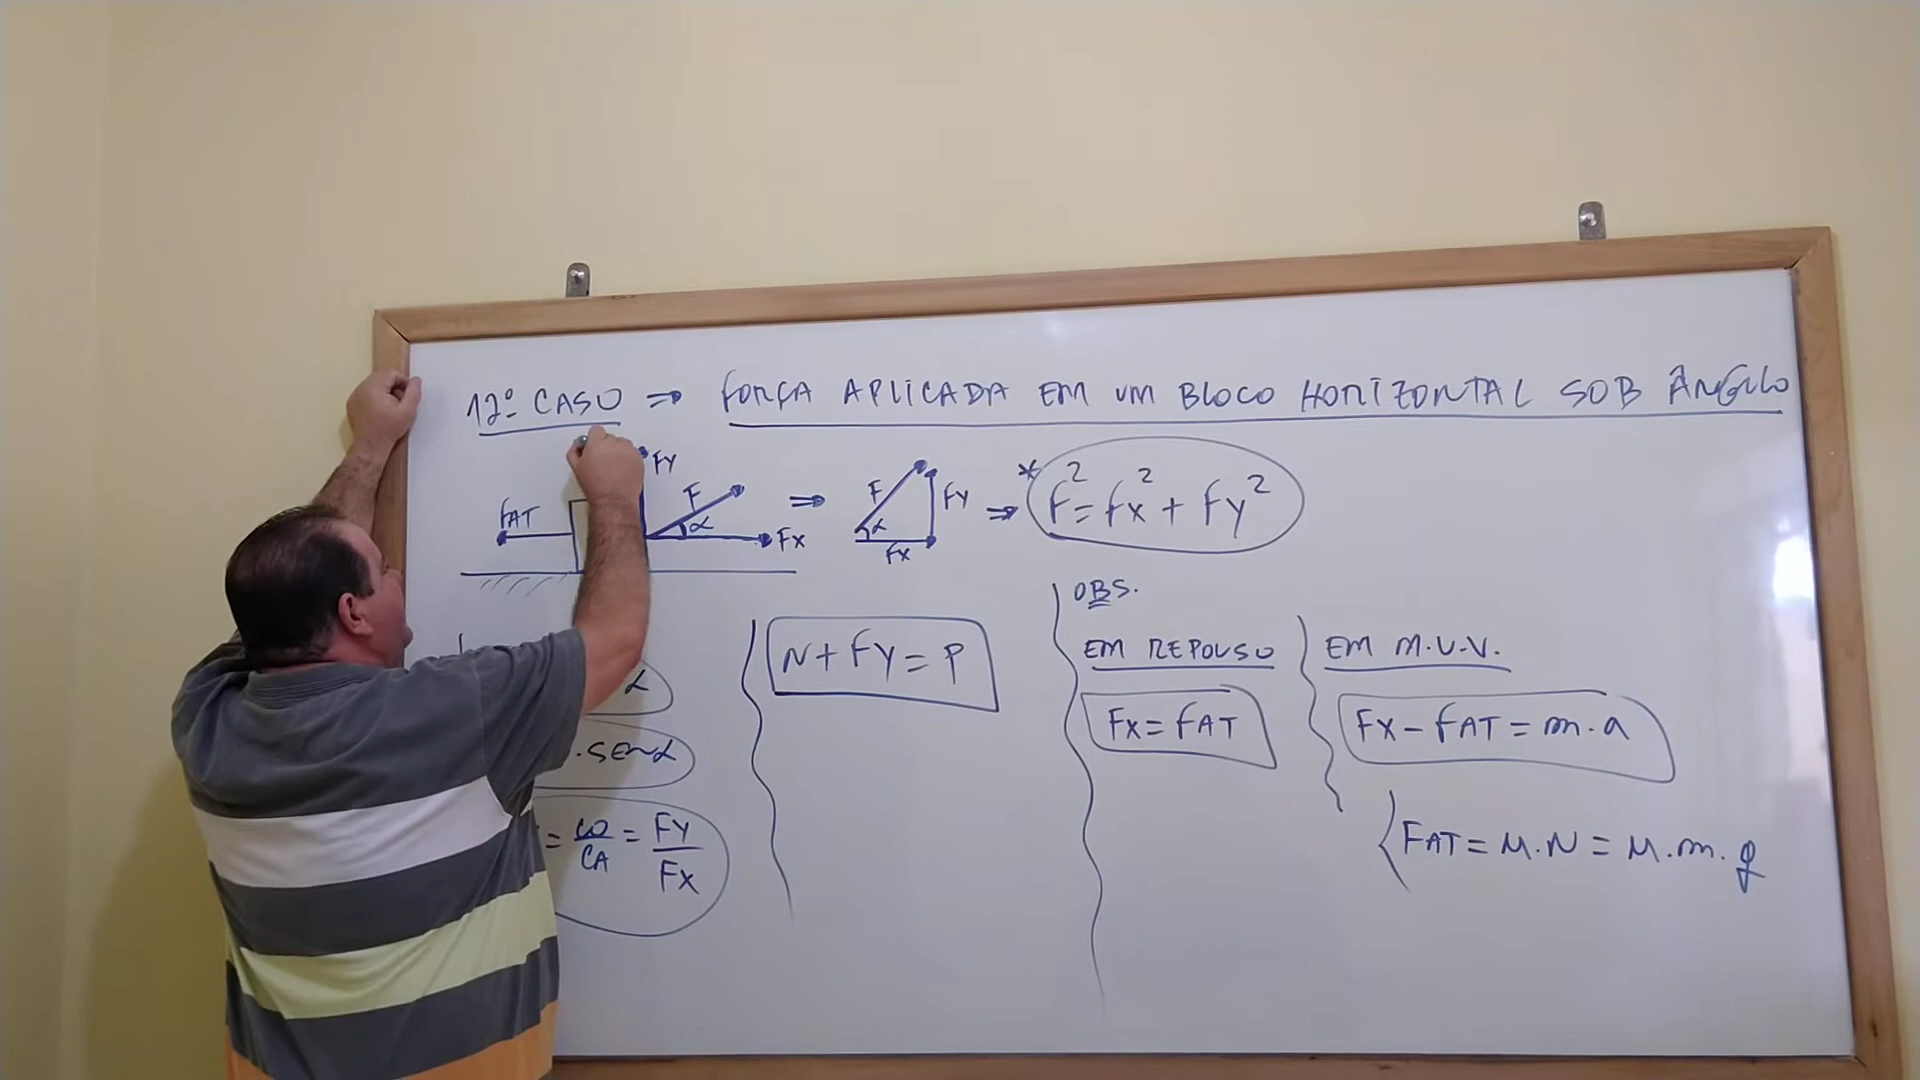 12º CASO ⇒ FORÇA APLICADA EM UM BLOCO HORIZONTAL SOB ÂNGULO
FY
F
α
FX
FAT
⇒
F
FY
α
FX
⇒ * F² = FX² + FY²
α
. SENα
= CO/CA = FY/FX
N + FY = P
OBS.
EM REPOUSO
FX = FAT
EM M.U.V.
FX - FAT = m.a
FAT = μ.N = μ.m.g